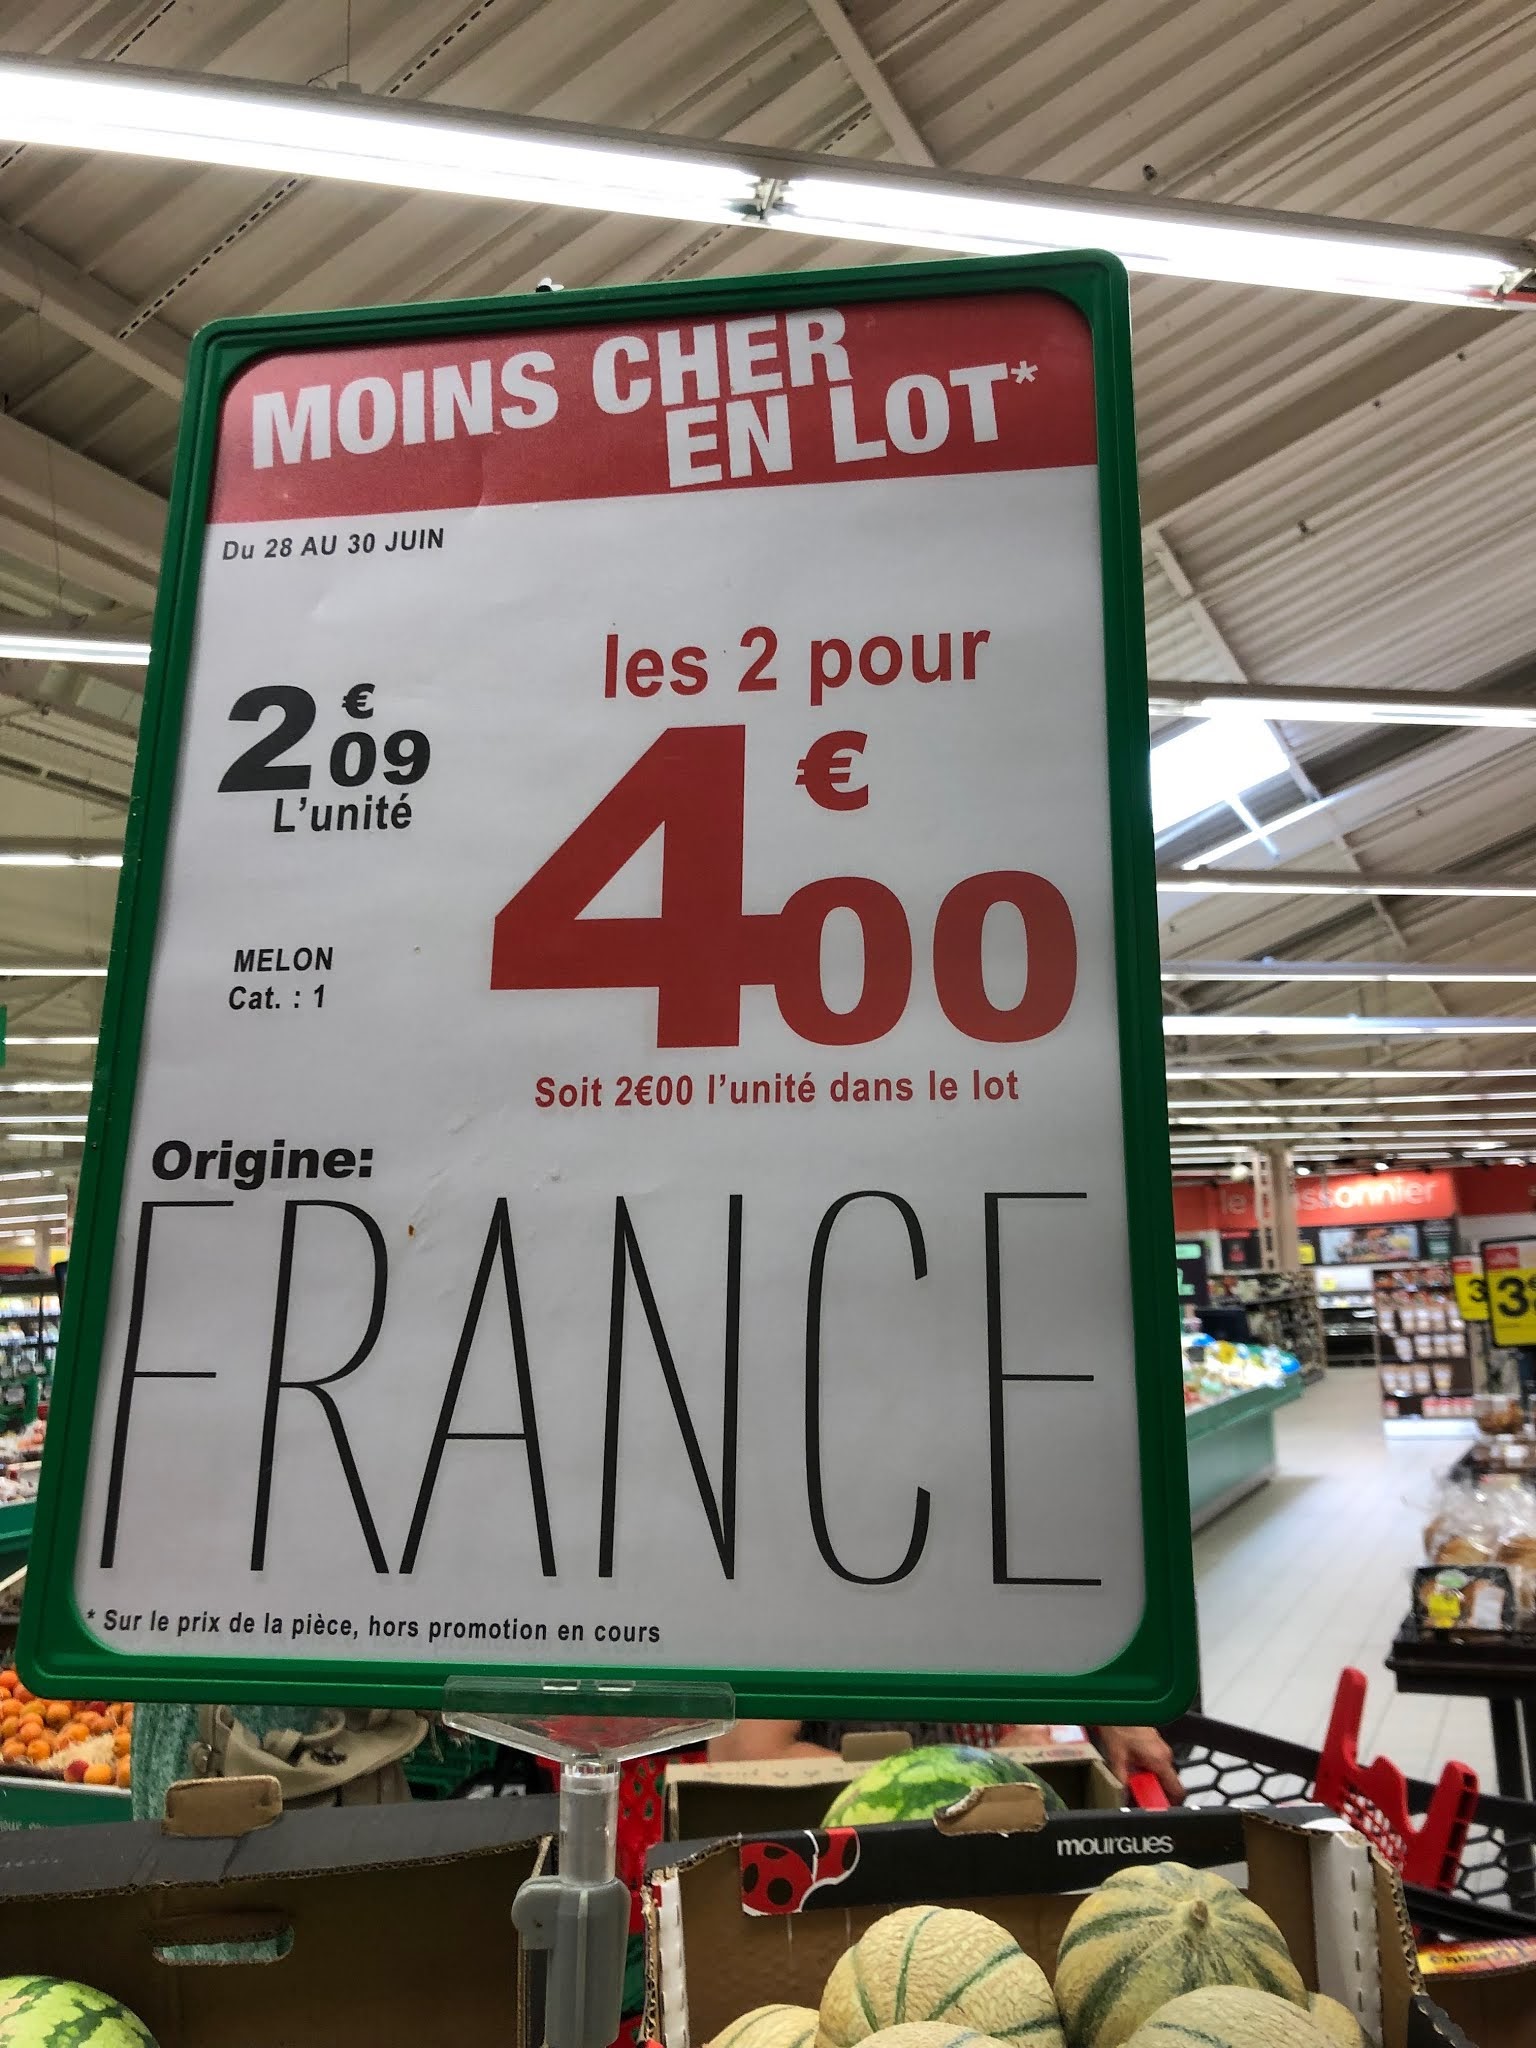 MOINS CHER
EN LOT*
Du 28 AU 30 JUIN
les 2 pour
2€09
L'unité
4€00
MELON
Cat. : 1
Soit 2€00 l'unité dans le lot
Origine:
FRANCE
* Sur le prix de la pièce, hors promotion en cours
mourgues
3
3